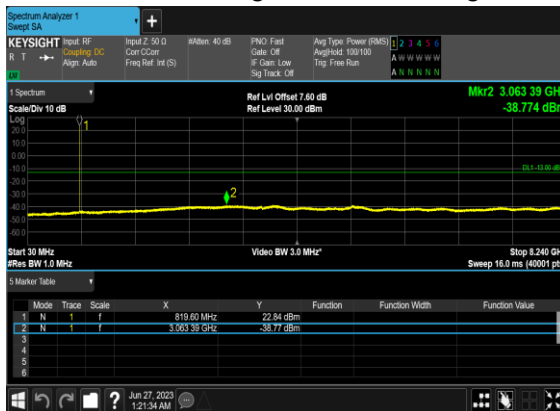 Spectrum Analyzer 1
Swept SA
KEYSIGHT
R T
Input: RF
Coupling: DC
Align: Auto
Input Z: 50 Ω
Corr CCorr
Freq Ref: Int (S)
#Atten: 40 dB
PNO: Fast
Gate: Off
IF Gain: Low
Sig Track: Off
Avg Type: Power (RMS)
Avg|Hold: 100/100
Trig: Free Run
1 2 3 4 5 6
A W W W W W
A N N N N N
1 Spectrum
Scale/Div 10 dB
Ref Lvl Offset 7.60 dB
Ref Level 30.00 dBm
Mkr2 3.063 39 GH
-38.774 dB
Log
20.0
10.0
0.00
-10.0
-20.0
-30.0
-40.0
-50.0
-60.0
1
2
DL1 -13.00 dB
Start 30 MHz
#Res BW 1.0 MHz
Video BW 3.0 MHz*
Stop 8.240 GH
Sweep 16.0 ms (40001 pts
5 Marker Table
Mode Trace Scale X Y Function Function Width Function Value
1 N 1 f 819.60 MHz 22.84 dBm
2 N 1 f 3.063 39 GHz -38.77 dBm
3
4
5
6
?
Jun 27, 2023
1:21:34 AM